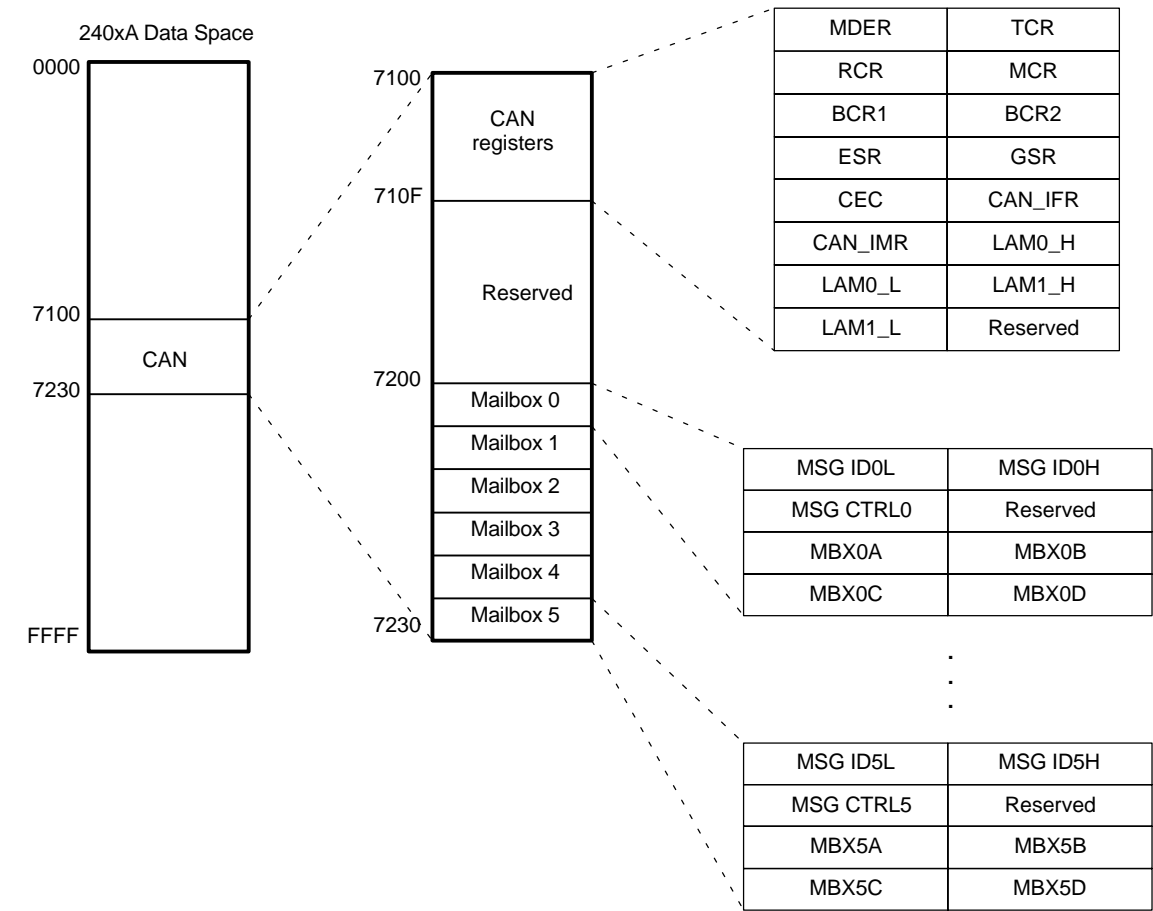 240xA Data Space
0000
7100
CAN
7230
FFFF
7100
CAN
registers
710F
Reserved
7200
Mailbox 0
Mailbox 1
Mailbox 2
Mailbox 3
Mailbox 4
Mailbox 5
7230
MDER TCR
RCR MCR
BCR1 BCR2
ESR GSR
CEC CAN_IFR
CAN_IMR LAM0_H
LAM0_L LAM1_H
LAM1_L Reserved
MSG ID0L MSG ID0H
MSG CTRL0 Reserved
MBX0A MBX0B
MBX0C MBX0D
.
.
.
MSG ID5L MSG ID5H
MSG CTRL5 Reserved
MBX5A MBX5B
MBX5C MBX5D